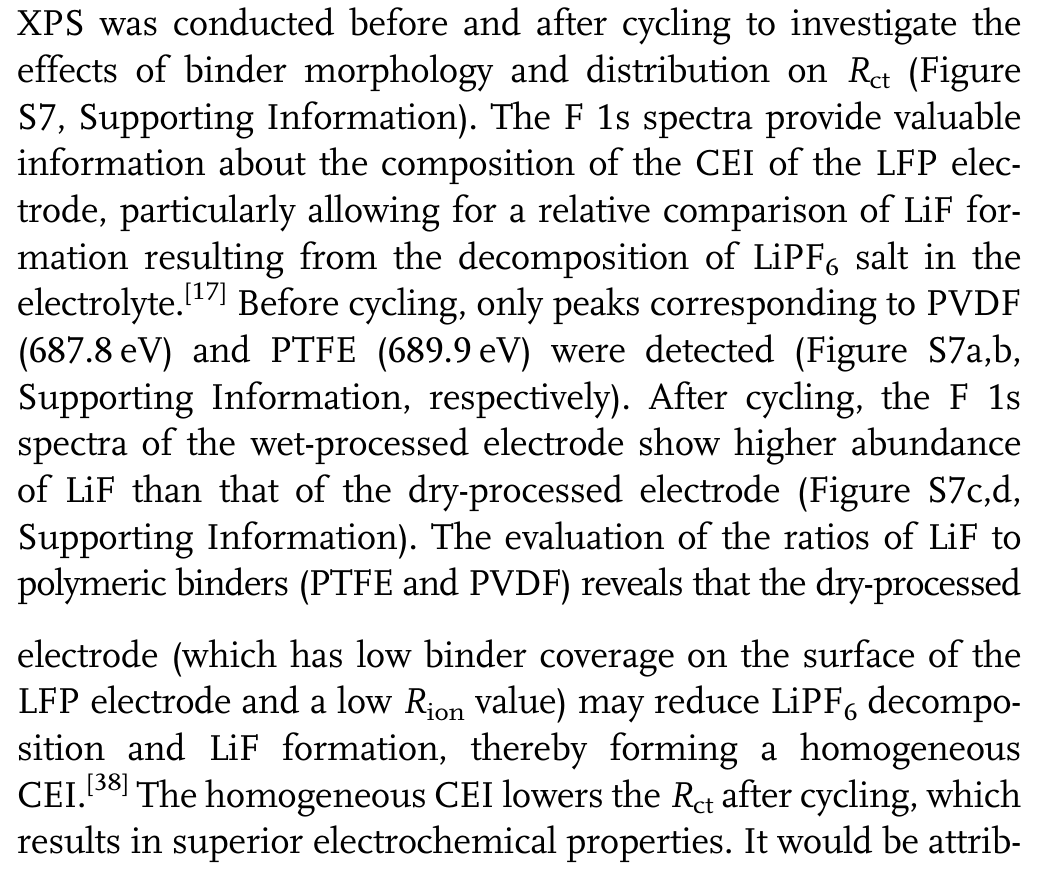 XPS was conducted before and after cycling to investigate the
effects of binder morphology and distribution on Rct (Figure
S7, Supporting Information). The F 1s spectra provide valuable
information about the composition of the CEI of the LFP elec-
trode, particularly allowing for a relative comparison of LiF for-
mation resulting from the decomposition of LiPF6 salt in the
electrolyte.[17] Before cycling, only peaks corresponding to PVDF
(687.8 eV) and PTFE (689.9 eV) were detected (Figure S7a,b,
Supporting Information, respectively). After cycling, the F 1s
spectra of the wet-processed electrode show higher abundance
of LiF than that of the dry-processed electrode (Figure S7c,d,
Supporting Information). The evaluation of the ratios of LiF to
polymeric binders (PTFE and PVDF) reveals that the dry-processed
electrode (which has low binder coverage on the surface of the
LFP electrode and a low Rion value) may reduce LiPF6 decompo-
sition and LiF formation, thereby forming a homogeneous
CEI.[38] The homogeneous CEI lowers the Rct after cycling, which
results in superior electrochemical properties. It would be attrib-